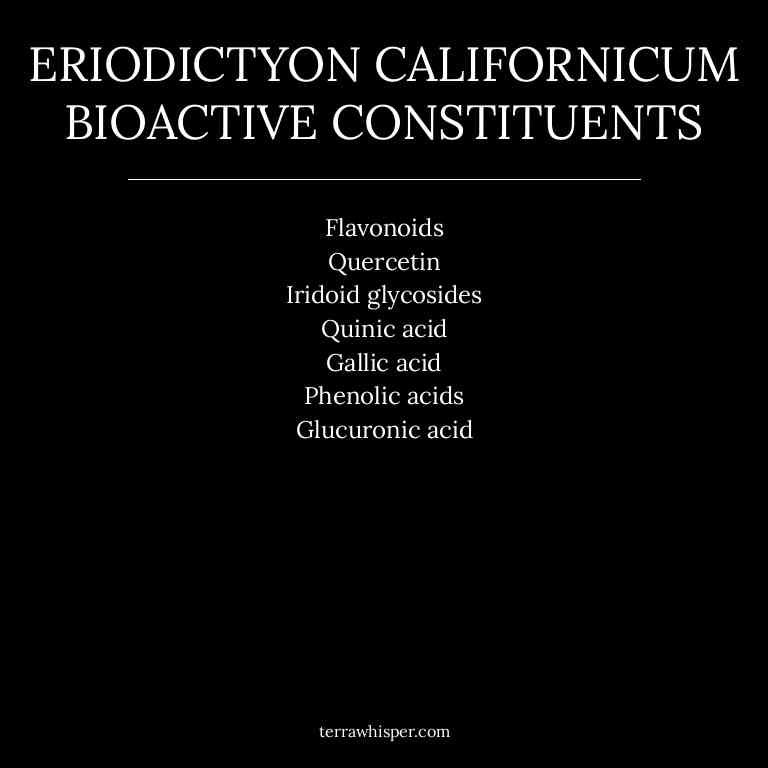 ERIODICTYON CALIFORNICUM
BIOACTIVE CONSTITUENTS
Flavonoids
Quercetin
Iridoid glycosides
Quinic acid
Gallic acid
Phenolic acids
Glucuronic acid
terrawhisper.com